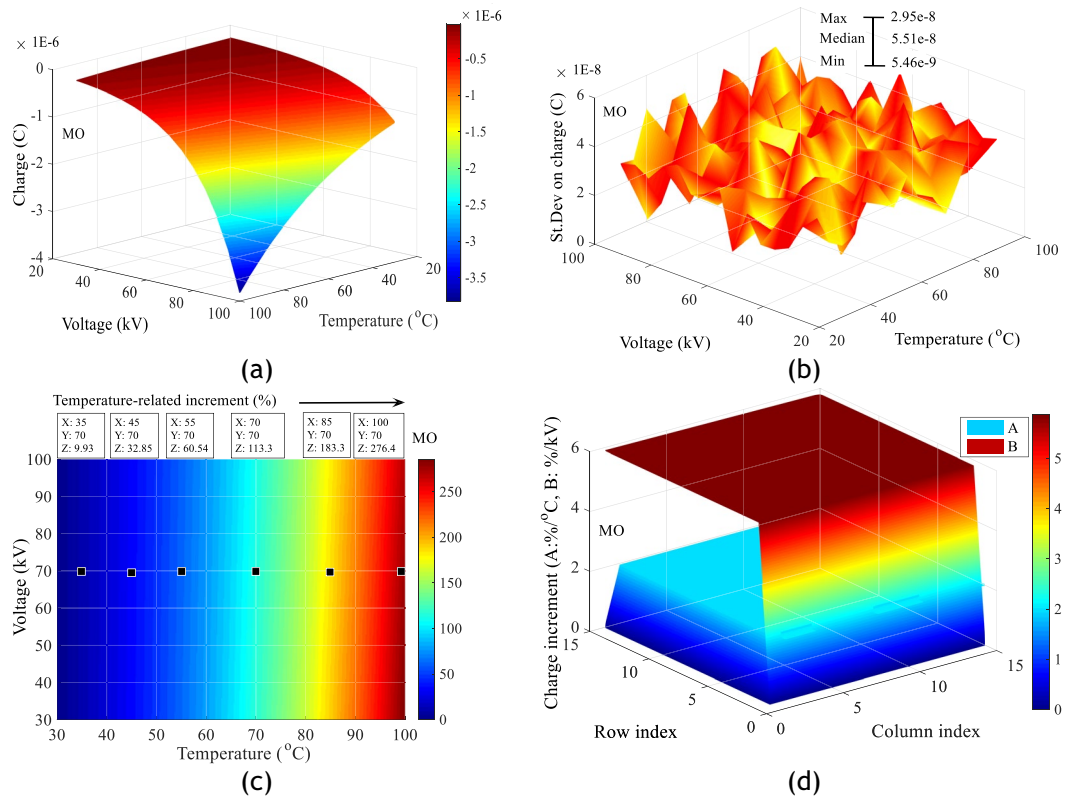 × 1E-6
0
-1
-2
-3
-4
Charge (C)
MO
20
40
60
80
100
Voltage (kV)
100
80
60
40
20
Temperature (°C)
× 1E-6
-0.5
-1
-1.5
-2
-2.5
-3
-3.5
(a)
Max 2.95e-8
Median 5.51e-8
Min 5.46e-9
× 1E-8
6
4
2
0
St.Dev on charge (C)
MO
100
80
60
40
20
Voltage (kV)
20
40
60
80
100
Temperature (°C)
(b)
Temperature-related increment (%)
X: 35
Y: 70
Z: 9.93
X: 45
Y: 70
Z: 32.85
X: 55
Y: 70
Z: 60.54
X: 70
Y: 70
Z: 113.3
X: 85
Y: 70
Z: 183.3
X: 100
Y: 70
Z: 276.4
MO
100
90
80
70
60
50
40
30
Voltage (kV)
30 40 50 60 70 80 90 100
Temperature (°C)
250
200
150
100
50
0
(c)
A
B
6
4
2
0
Charge increment (A:%/°C, B: %/kV)
MO
15
10
5
0
Row index
0
5
10
15
Column index
5
4
3
2
1
0
(d)